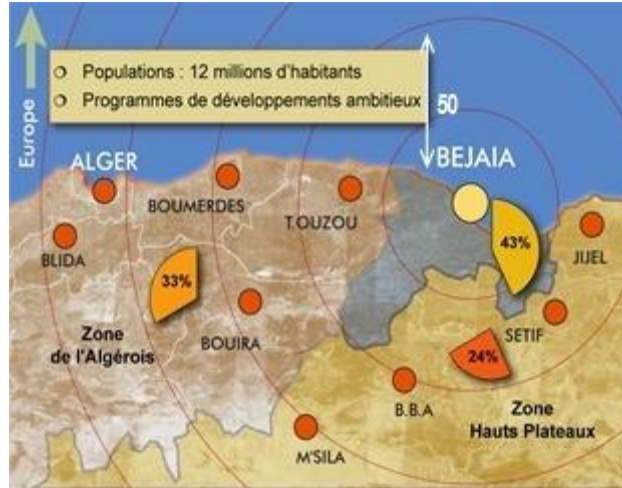 Europe
Populations : 12 millions d'habitants
Programmes de développements ambitieux
50
ALGER
BEJAIA
BOUMERDES
T.OUZOU
BLIDA
43%
JIJEL
33%
Zone
de l'Algérois
BOUIRA
SETIF
24%
B.B.A
Zone
Hauts Plateaux
M'SILA